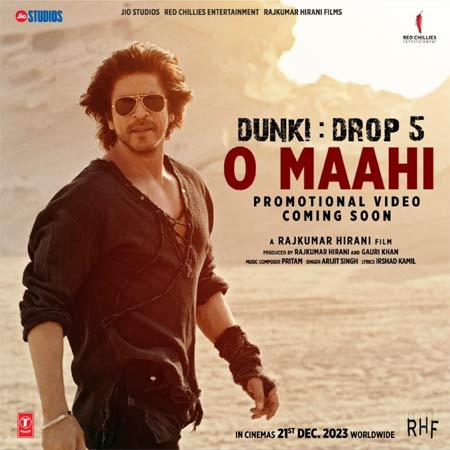 JIO STUDIOS   RED CHILLIES ENTERTAINMENT   RAJKUMAR HIRANI FILMS
Jio STUDIOS
RED CHILLIES
ENTERTAINMENT
DUNKI : DROP 5
O MAAHI
PROMOTIONAL VIDEO
COMING SOON
A RAJKUMAR HIRANI FILM
PRODUCED BY RAJKUMAR HIRANI AND GAURI KHAN
MUSIC COMPOSER PRITAM SINGER ARIJIT SINGH LYRICS IRSHAD KAMIL
T
IN CINEMAS 21ST DEC. 2023 WORLDWIDE
RHF